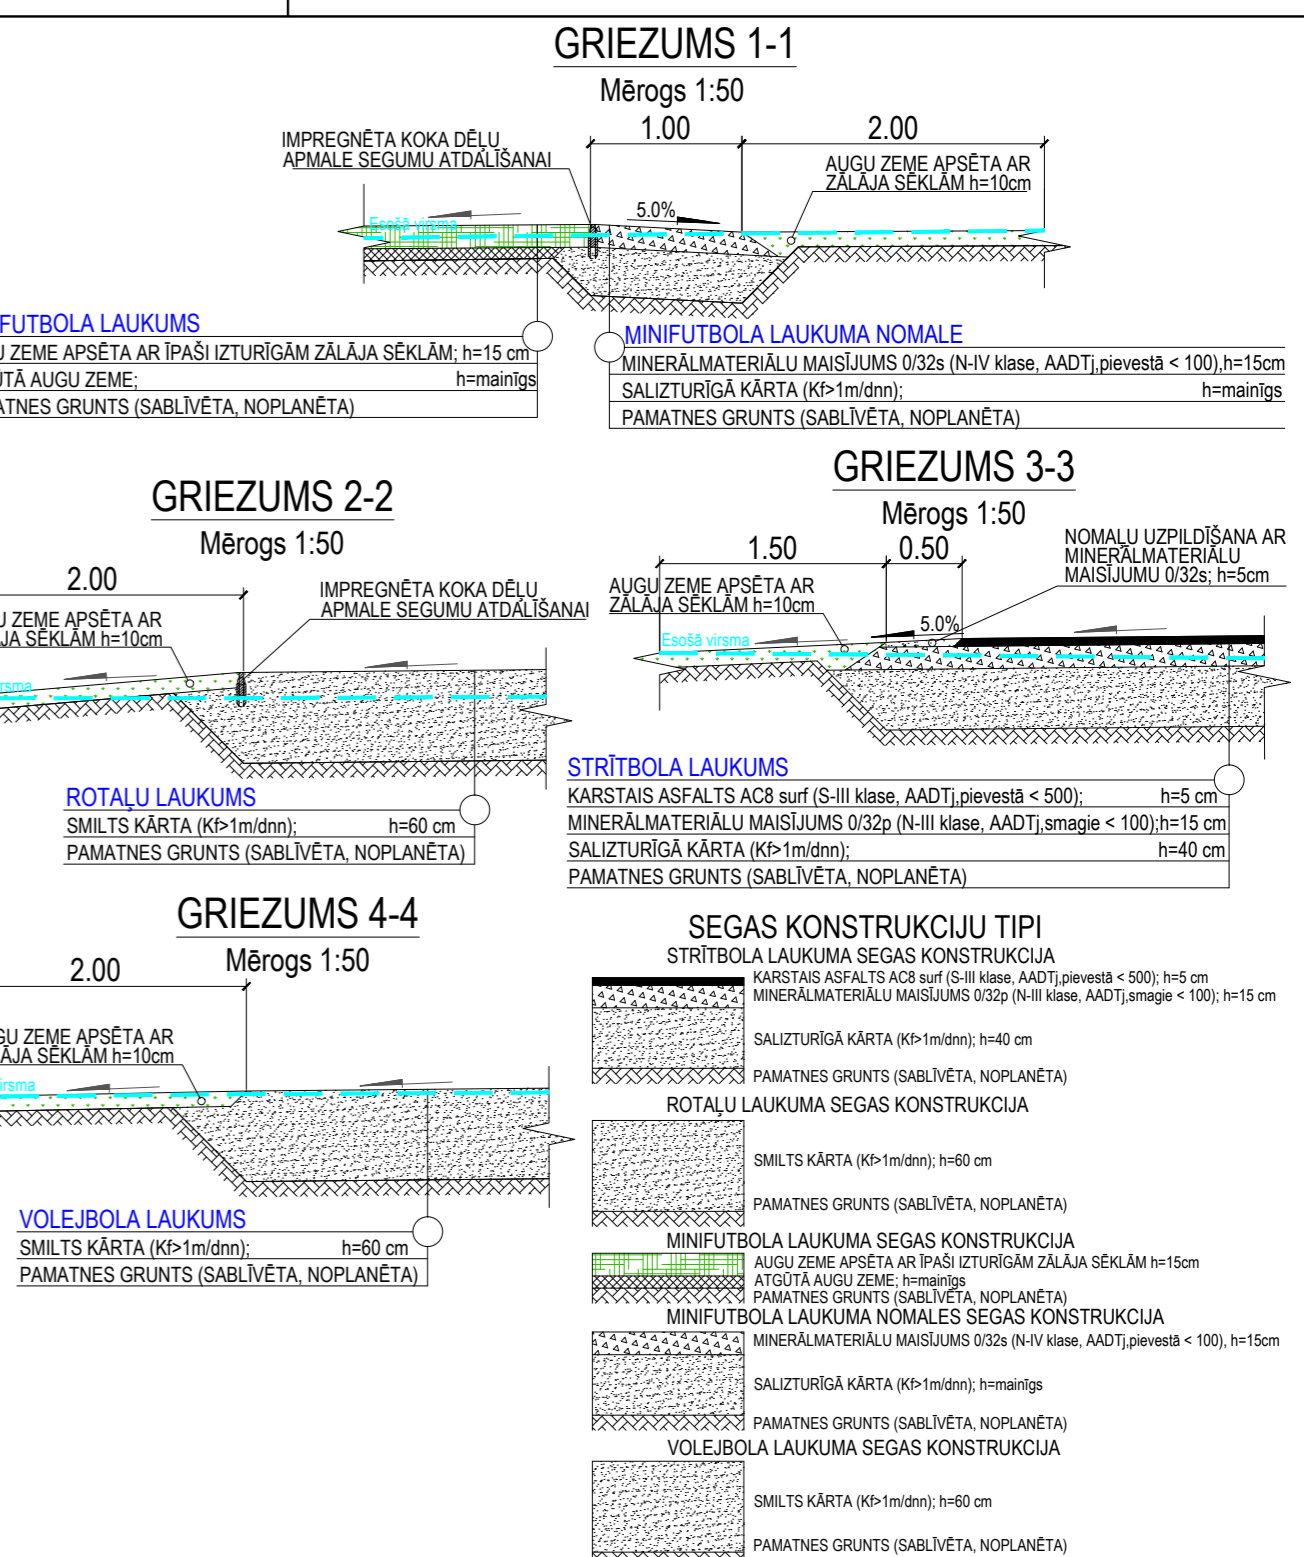 GRIEZUMS 1-1
Mērogs 1:50
1.00
2.00
IMPREGNĒTA KOKA DĒĻU
APMALE SEGUMU ATDALĪŠANAI
AUGU ZEME APSĒTA AR
ZĀLĀJA SĒKLĀM h=10cm
5.0%
Esošā virsma
FUTBOLA LAUKUMS
ZEME APSĒTA AR ĪPAŠI IZTURĪGĀM ZĀLĀJA SĒKLĀM; h=15 cm
AUGU ZEME; h=mainīgs
GRUNTS (SABLĪVĒTA, NOPLANĒTA)
MINIFUTBOLA LAUKUMA NOMALE
MINERĀLMATERIĀLU MAISĪJUMS 0/32s (N-IV klase, AADTj,pievestā < 100),h=15cm
SALIZTURĪGĀ KĀRTA (Kf>1m/dnn); h=mainīgs
PAMATNES GRUNTS (SABLĪVĒTA, NOPLANĒTA)
GRIEZUMS 2-2
Mērogs 1:50
2.00
IMPREGNĒTA KOKA DĒĻU
APMALE SEGUMU ATDALĪŠANAI
ZEME APSĒTA AR
SĒKLĀM h=10cm
ROTAĻU LAUKUMS
SMILTS KĀRTA (Kf>1m/dnn); h=60 cm
PAMATNES GRUNTS (SABLĪVĒTA, NOPLANĒTA)
GRIEZUMS 3-3
Mērogs 1:50
1.50
0.50
NOMAĻU UZPILDĪŠANA AR
MINERĀLMATERIĀLU
MAISĪJUMU 0/32s; h=5cm
AUGU ZEME APSĒTA AR
ZĀLĀJA SĒKLĀM h=10cm
5.0%
Esošā virsma
STRĪTBOLA LAUKUMS
KARSTAIS ASFALTS AC8 surf (S-III klase, AADTj,pievestā < 500); h=5 cm
MINERĀLMATERIĀLU MAISĪJUMS 0/32p (N-III klase, AADTj,smagie < 100);h=15 cm
SALIZTURĪGĀ KĀRTA (Kf>1m/dnn); h=40 cm
PAMATNES GRUNTS (SABLĪVĒTA, NOPLANĒTA)
GRIEZUMS 4-4
Mērogs 1:50
2.00
ZEME APSĒTA AR
SĒKLĀM h=10cm
VOLEJBOLA LAUKUMS
SMILTS KĀRTA (Kf>1m/dnn); h=60 cm
PAMATNES GRUNTS (SABLĪVĒTA, NOPLANĒTA)
SEGAS KONSTRUKCIJU TIPI
STRĪTBOLA LAUKUMA SEGAS KONSTRUKCIJA
KARSTAIS ASFALTS AC8 surf (S-III klase, AADTj,pievestā < 500); h=5 cm
MINERĀLMATERIĀLU MAISĪJUMS 0/32p (N-III klase, AADTj,smagie < 100); h=15 cm
SALIZTURĪGĀ KĀRTA (Kf>1m/dnn); h=40 cm
PAMATNES GRUNTS (SABLĪVĒTA, NOPLANĒTA)
ROTAĻU LAUKUMA SEGAS KONSTRUKCIJA
SMILTS KĀRTA (Kf>1m/dnn); h=60 cm
PAMATNES GRUNTS (SABLĪVĒTA, NOPLANĒTA)
MINIFUTBOLA LAUKUMA SEGAS KONSTRUKCIJA
AUGU ZEME APSĒTA AR ĪPAŠI IZTURĪGĀM ZĀLĀJA SĒKLĀM h=15cm
ATGŪTĀ AUGU ZEME; h=mainīgs
PAMATNES GRUNTS (SABLĪVĒTA, NOPLANĒTA)
MINIFUTBOLA LAUKUMA NOMALES SEGAS KONSTRUKCIJA
MINERĀLMATERIĀLU MAISĪJUMS 0/32s (N-IV klase, AADTj,pievestā < 100), h=15cm
SALIZTURĪGĀ KĀRTA (Kf>1m/dnn); h=mainīgs
PAMATNES GRUNTS (SABLĪVĒTA, NOPLANĒTA)
VOLEJBOLA LAUKUMA SEGAS KONSTRUKCIJA
SMILTS KĀRTA (Kf>1m/dnn); h=60 cm
PAMATNES GRUNTS (SABLĪVĒTA, NOPLANĒTA)